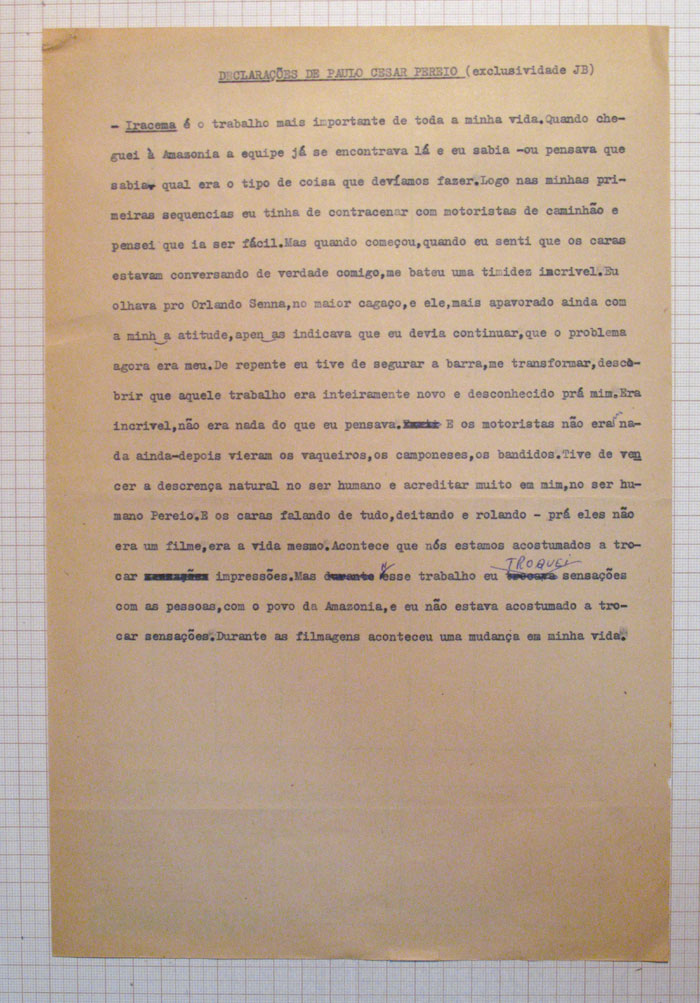 DECLARAÇÕES DE PAULO CESAR PEREIO (exclusividade JB)
- Iracema é o trabalho mais importante de toda a minha vida.Quando che-
guei à Amazonia a equipe já se encontrava lá e eu sabia -ou pensava que
sabia- qual era o tipo de coisa que devíamos fazer.Logo nas minhas pri-
meiras sequencias eu tinha de contracenar com motoristas de caminhão e
pensei que ia ser fácil.Mas quando começou,quando eu senti que os caras
estavam conversando de verdade comigo,me bateu uma timidez incrivel.Eu
olhava pro Orlando Senna,no maior cagaço,e ele,mais apavorado ainda com
a minha atitude,apenas indicava que eu devia continuar,que o problema
agora era meu.De repente eu tive de segurar a barra,me transformar,desco-
brir que aquele trabalho era inteiramente novo e desconhecido prá mim.Era
incrivel,não era nada do que eu pensava. E os motoristas não era na-
da ainda-depois vieram os vaqueiros,os camponeses,os bandidos.Tive de ven
cer a descrença natural no ser humano e acreditar muito em mim,no ser hu-
mano Pereio.E os caras falando de tudo,deitando e rolando - prá eles não
era um filme,era a vida mesmo.Acontece que nós estamos acostumados a tro-
car impressões.Mas durante esse trabalho eu TROQUEI sensações
com as pessoas,com o povo da Amazonia,e eu não estava acostumado a tro-
car sensações.Durante as filmagens aconteceu uma mudança em minha vida.